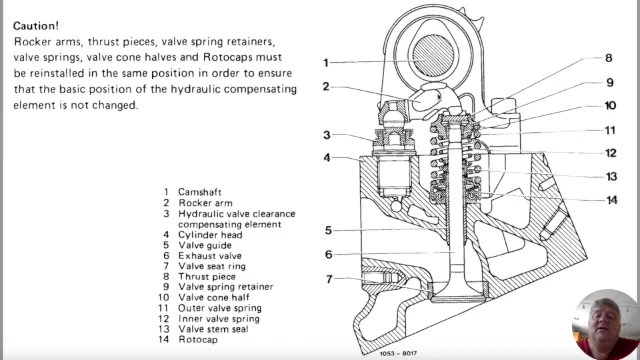 Caution!
Rocker arms, thrust pieces, valve spring retainers,
valve springs, valve cone halves and Rotocaps must
be reinstalled in the same position in order to ensure
that the basic position of the hydraulic compensating
element is not changed.
1 Camshaft
2 Rocker arm
3 Hydraulic valve clearance
compensating element
4 Cylinder head
5 Valve guide
6 Exhaust valve
7 Valve seat ring
8 Thrust piece
9 Valve spring retainer
10 Valve cone half
11 Outer valve spring
12 Inner valve spring
13 Valve stem seal
14 Rotocap
1
2
3
4
5
6
7
8
9
10
11
12
13
14
1053 - 8017